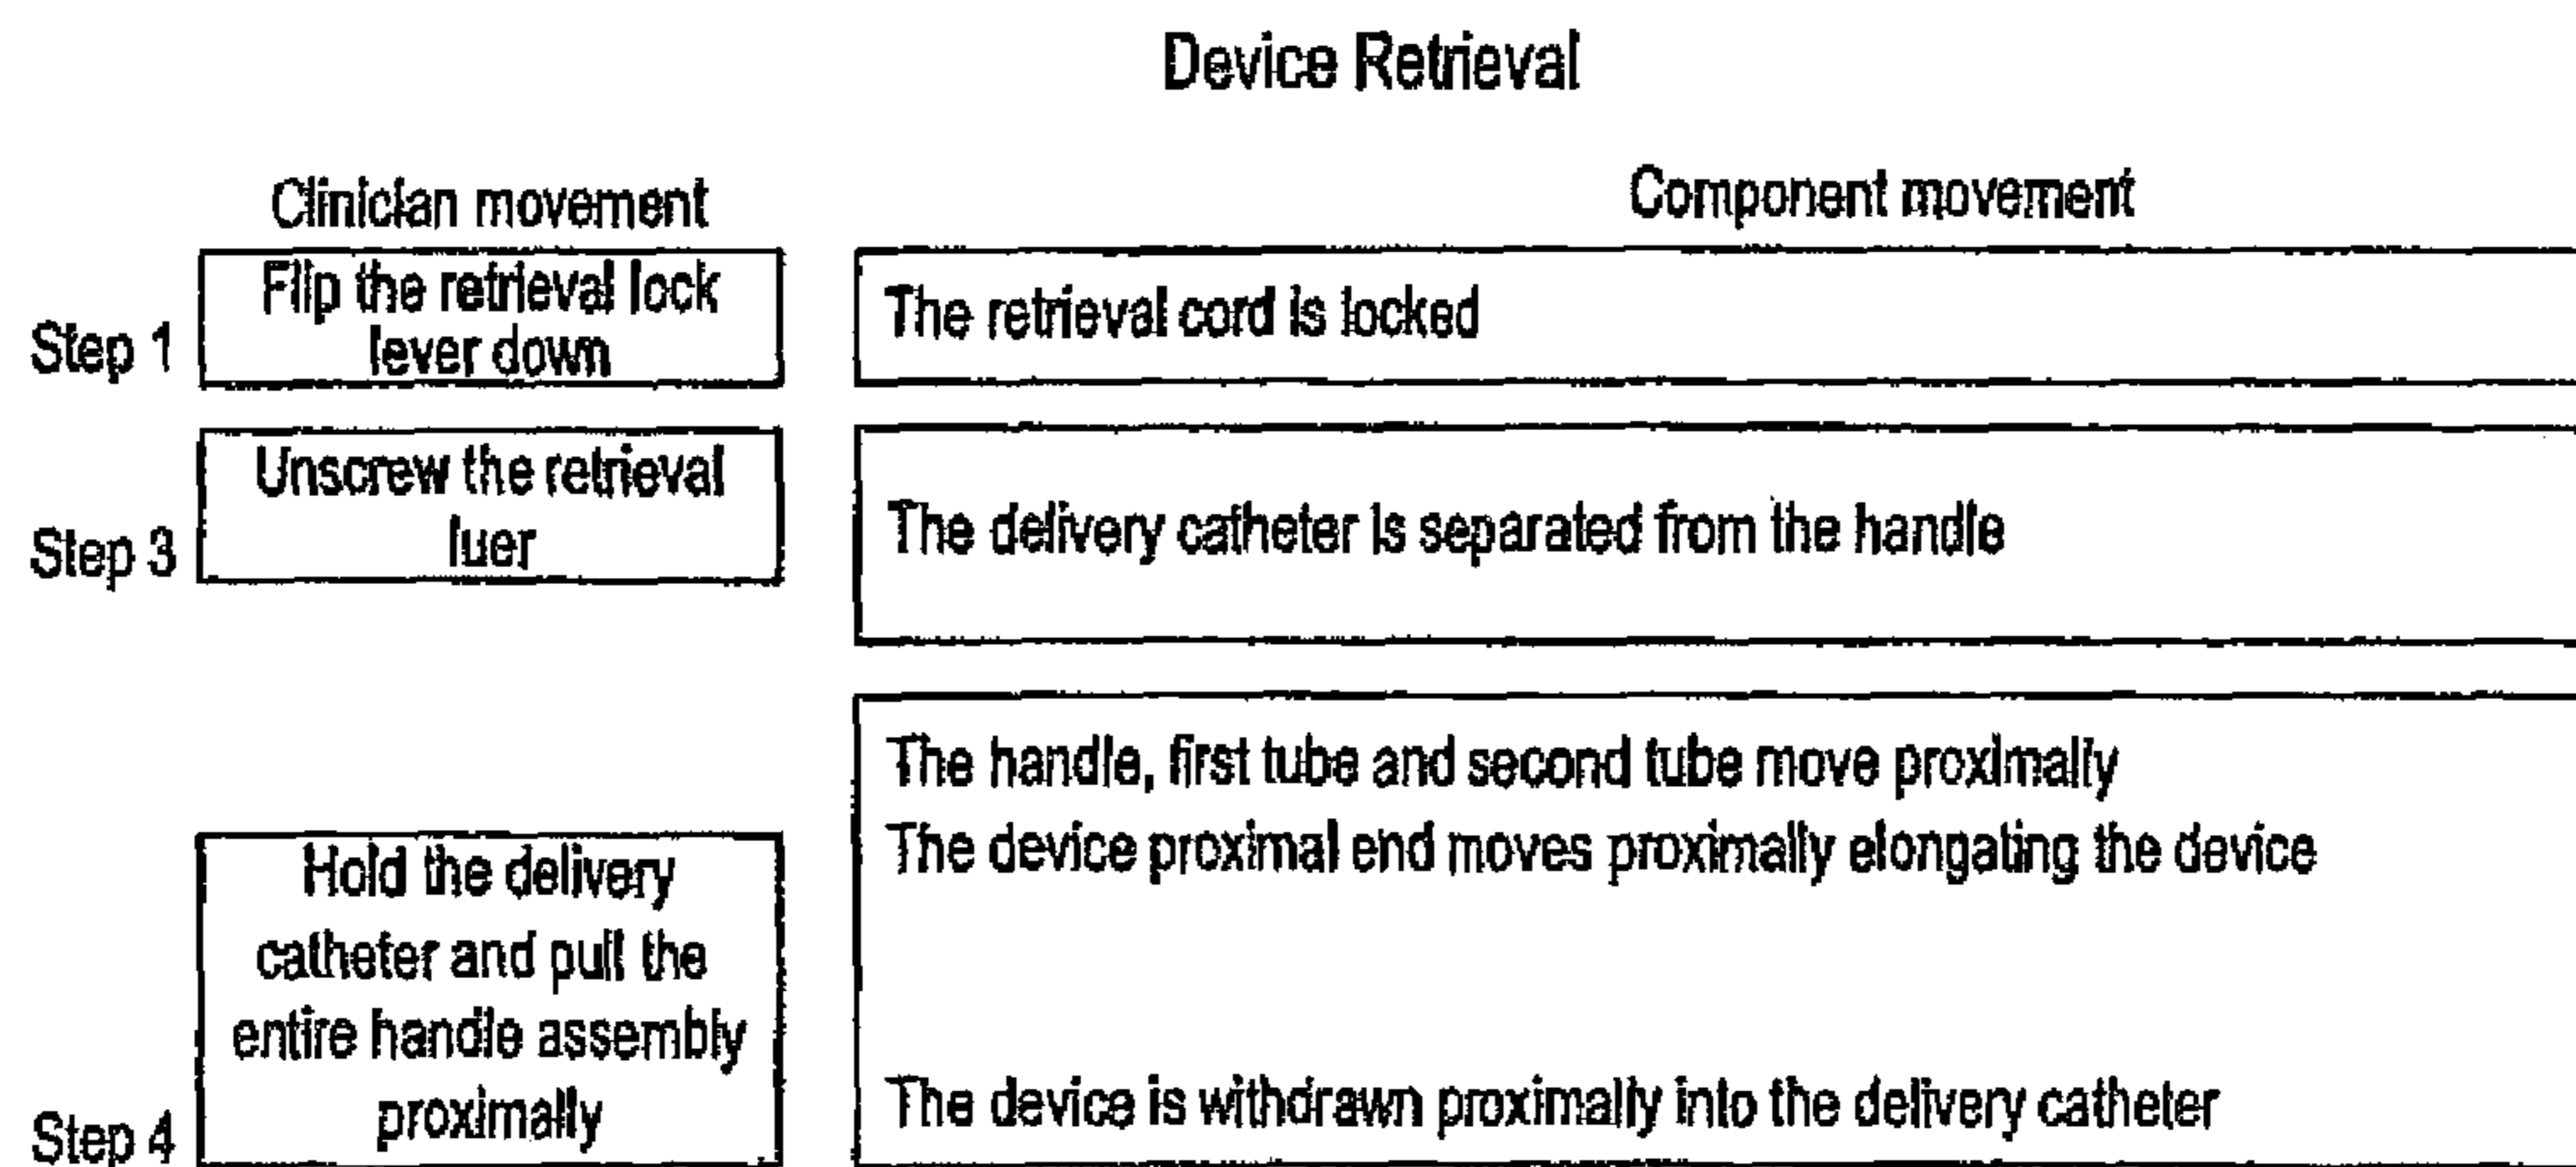 Device Retrieval
Clinician movement
Component movement
Step 1
Flip the retrieval lock
lever down
The retrieval cord is locked
Step 3
Unscrew the retrieval
luer
The delivery catheter is separated from the handle
Step 4
Hold the delivery
catheter and pull the
entire handle assembly
proximally
The handle, first tube and second tube move proximally
The device proximal end moves proximally elongating the device
The device is withdrawn proximally into the delivery catheter